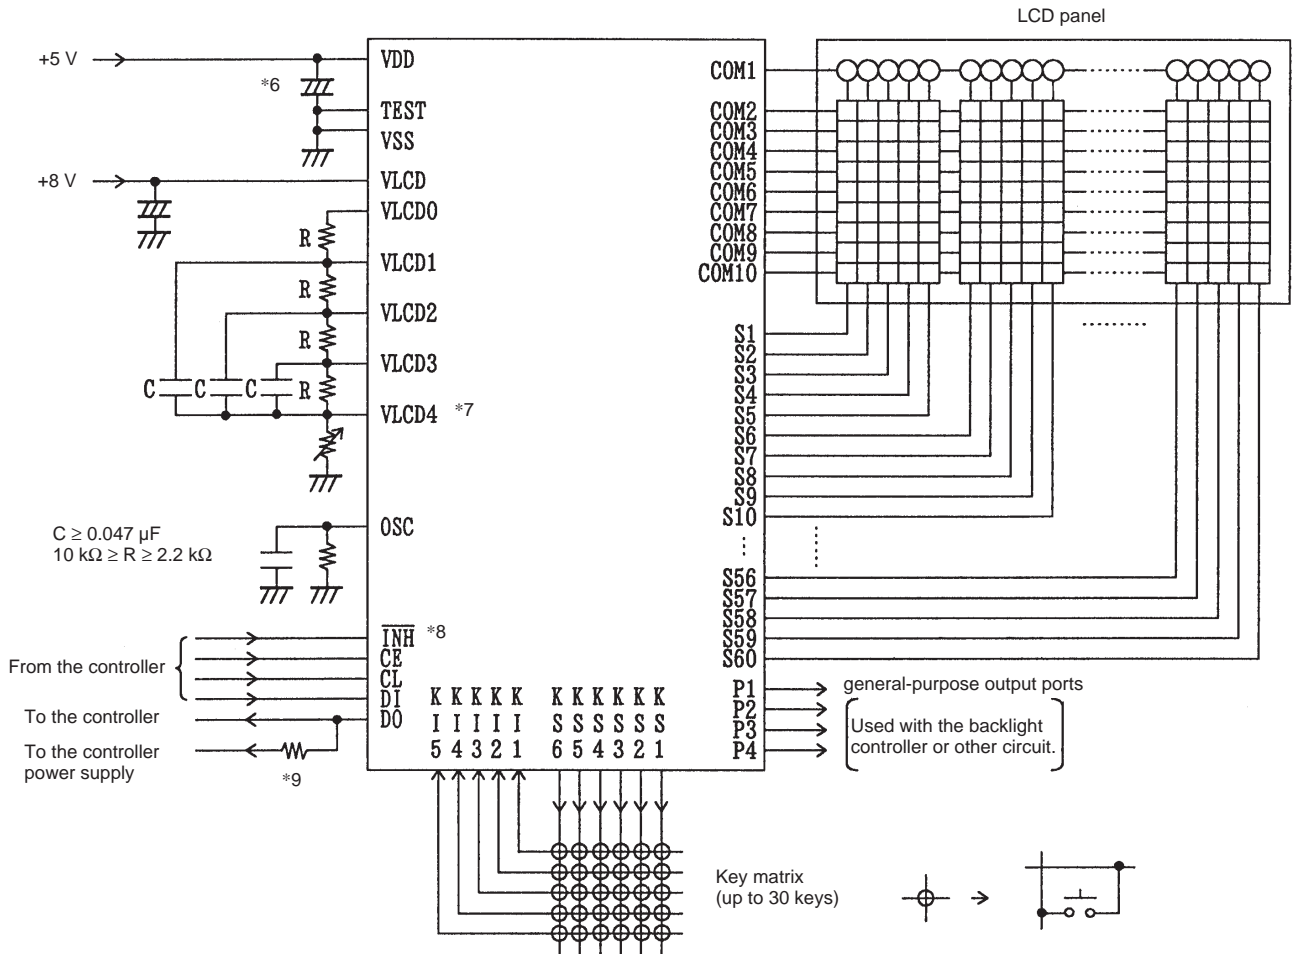 LCD panel
+5 V
*6
VDD
TEST
VSS
+8 V
VLCD
VLCD0
R
VLCD1
R
VLCD2
R
VLCD3
C C C R
VLCD4 *7
OSC
C ≥ 0.047 µF
10 kΩ ≥ R ≥ 2.2 kΩ
From the controller
INH *8
CE
CL
DI
To the controller
DO
To the controller
power supply
*9
COM1
COM2
COM3
COM4
COM5
COM6
COM7
COM8
COM9
COM10
S1
S2
S3
S4
S5
S6
S7
S8
S9
S10
S56
S57
S58
S59
S60
P1
P2
P3
P4
general-purpose output ports
Used with the backlight
controller or other circuit.
K K K K K K K K K K K
I I I I I S S S S S S
5 4 3 2 1 6 5 4 3 2 1
Key matrix
(up to 30 keys)